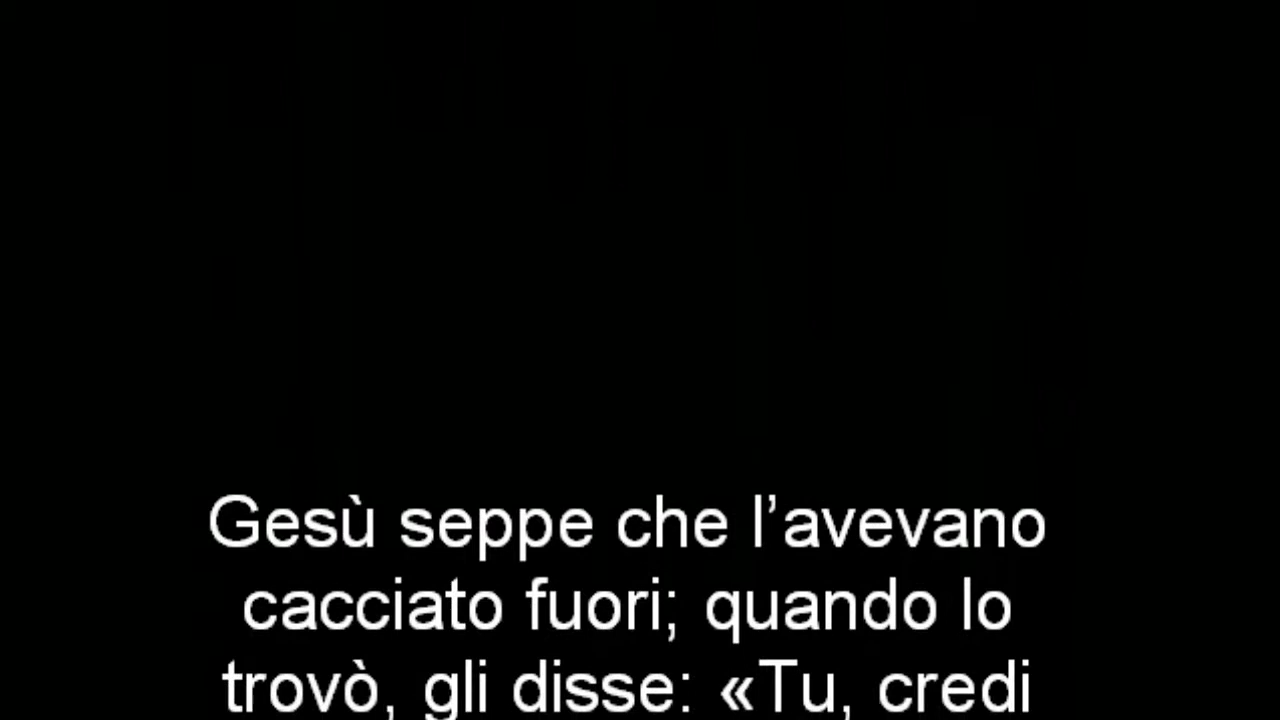 Gesù seppe che l’avevano
cacciato fuori; quando lo
trovò, gli disse: «Tu, credi